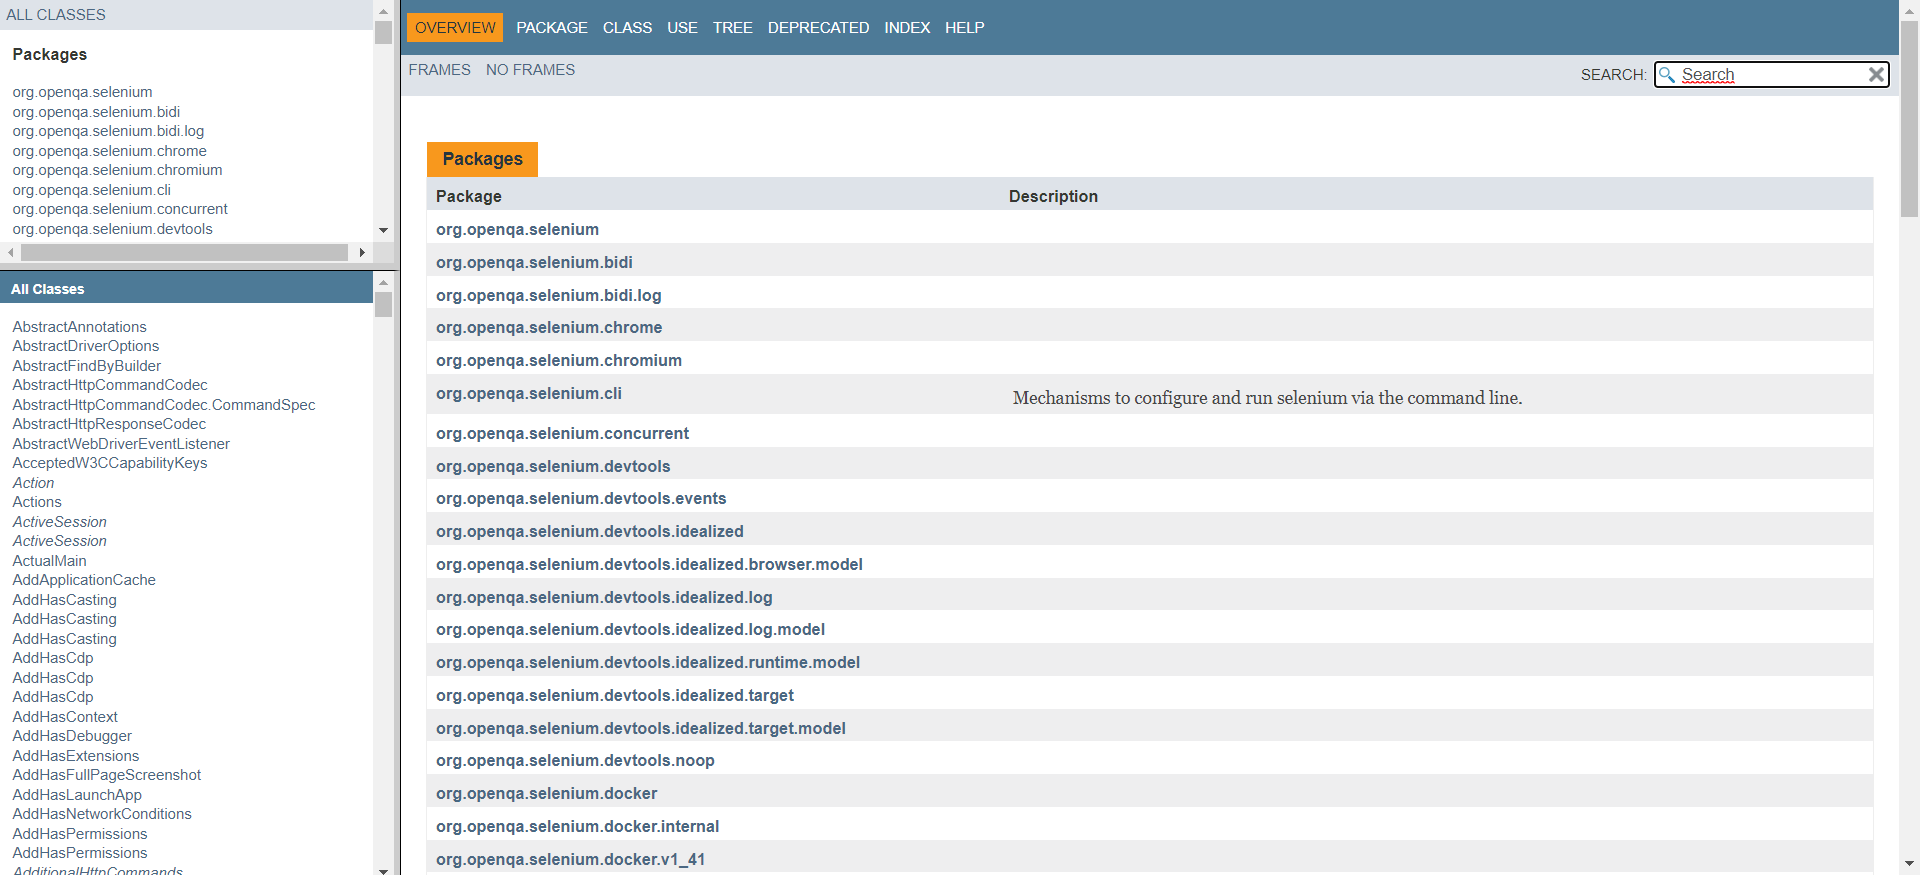 ALL CLASSES
Packages
org.openqa.selenium
org.openqa.selenium.bidi
org.openqa.selenium.bidi.log
org.openqa.selenium.chrome
org.openqa.selenium.chromium
org.openqa.selenium.cli
org.openqa.selenium.concurrent
org.openqa.selenium.devtools
All Classes
AbstractAnnotations
AbstractDriverOptions
AbstractFindByBuilder
AbstractHttpCommandCodec
AbstractHttpCommandCodec.CommandSpec
AbstractHttpResponseCodec
AbstractWebDriverEventListener
AcceptedW3CCapabilityKeys
Action
Actions
ActiveSession
ActiveSession
ActualMain
AddApplicationCache
AddHasCasting
AddHasCasting
AddHasCasting
AddHasCdp
AddHasCdp
AddHasCdp
AddHasContext
AddHasDebugger
AddHasExtensions
AddHasFullPageScreenshot
AddHasLaunchApp
AddHasNetworkConditions
AddHasPermissions
AddHasPermissions
AdditionalHttpCommands
OVERVIEW PACKAGE CLASS USE TREE DEPRECATED INDEX HELP
FRAMES NO FRAMES
SEARCH: Search
Packages
Package Description
org.openqa.selenium
org.openqa.selenium.bidi
org.openqa.selenium.bidi.log
org.openqa.selenium.chrome
org.openqa.selenium.chromium
org.openqa.selenium.cli Mechanisms to configure and run selenium via the command line.
org.openqa.selenium.concurrent
org.openqa.selenium.devtools
org.openqa.selenium.devtools.events
org.openqa.selenium.devtools.idealized
org.openqa.selenium.devtools.idealized.browser.model
org.openqa.selenium.devtools.idealized.log
org.openqa.selenium.devtools.idealized.log.model
org.openqa.selenium.devtools.idealized.runtime.model
org.openqa.selenium.devtools.idealized.target
org.openqa.selenium.devtools.idealized.target.model
org.openqa.selenium.devtools.noop
org.openqa.selenium.docker
org.openqa.selenium.docker.internal
org.openqa.selenium.docker.v1_41